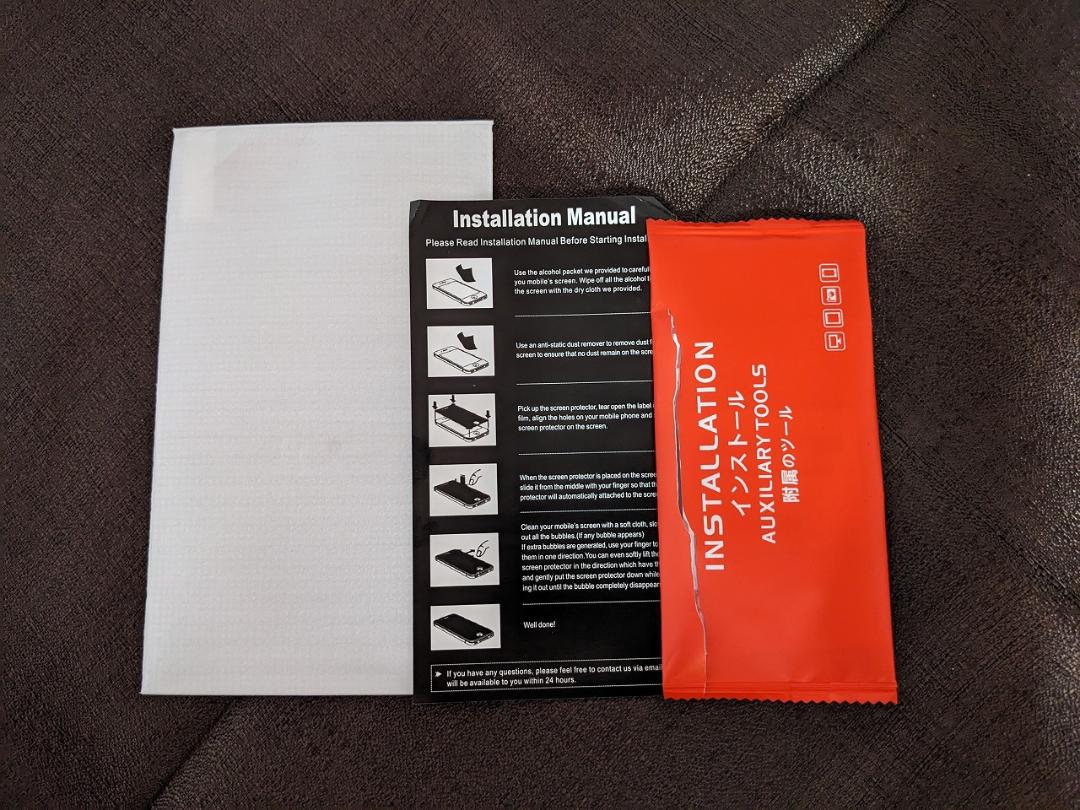 Installation Manual
Please Read Installation Manual Before Starting
Use the alcohol packet we provided to
you mobile's screen. Wipe off all the alcohol
the screen with the dry cloth we provided.
Use an anti-static dust remover to remove dust
screen to ensure that no dust remain on the
Pick up the screen protector, tear open the label
film, align the holes on your mobile phone and
screen protector on the screen.
When the screen protector is placed on the
slide it from the middle with your finger so that
protector will automatically attached to the
Clean your mobile's screen with a soft cloth,
out all the bubbles.(If any bubble appears)
If extra bubbles are generated, use your finger to
them in one direction.You can even softly lift the
screen protector in the direction which have
and gently put the screen protector down while
ing it out until the bubble completely
Well done!
➤ If you have any questions, please feel free to contact us via email
will be available to you within 24 hours.
INSTALLATION
インストール
AUXILIARY TOOLS
附属のツール